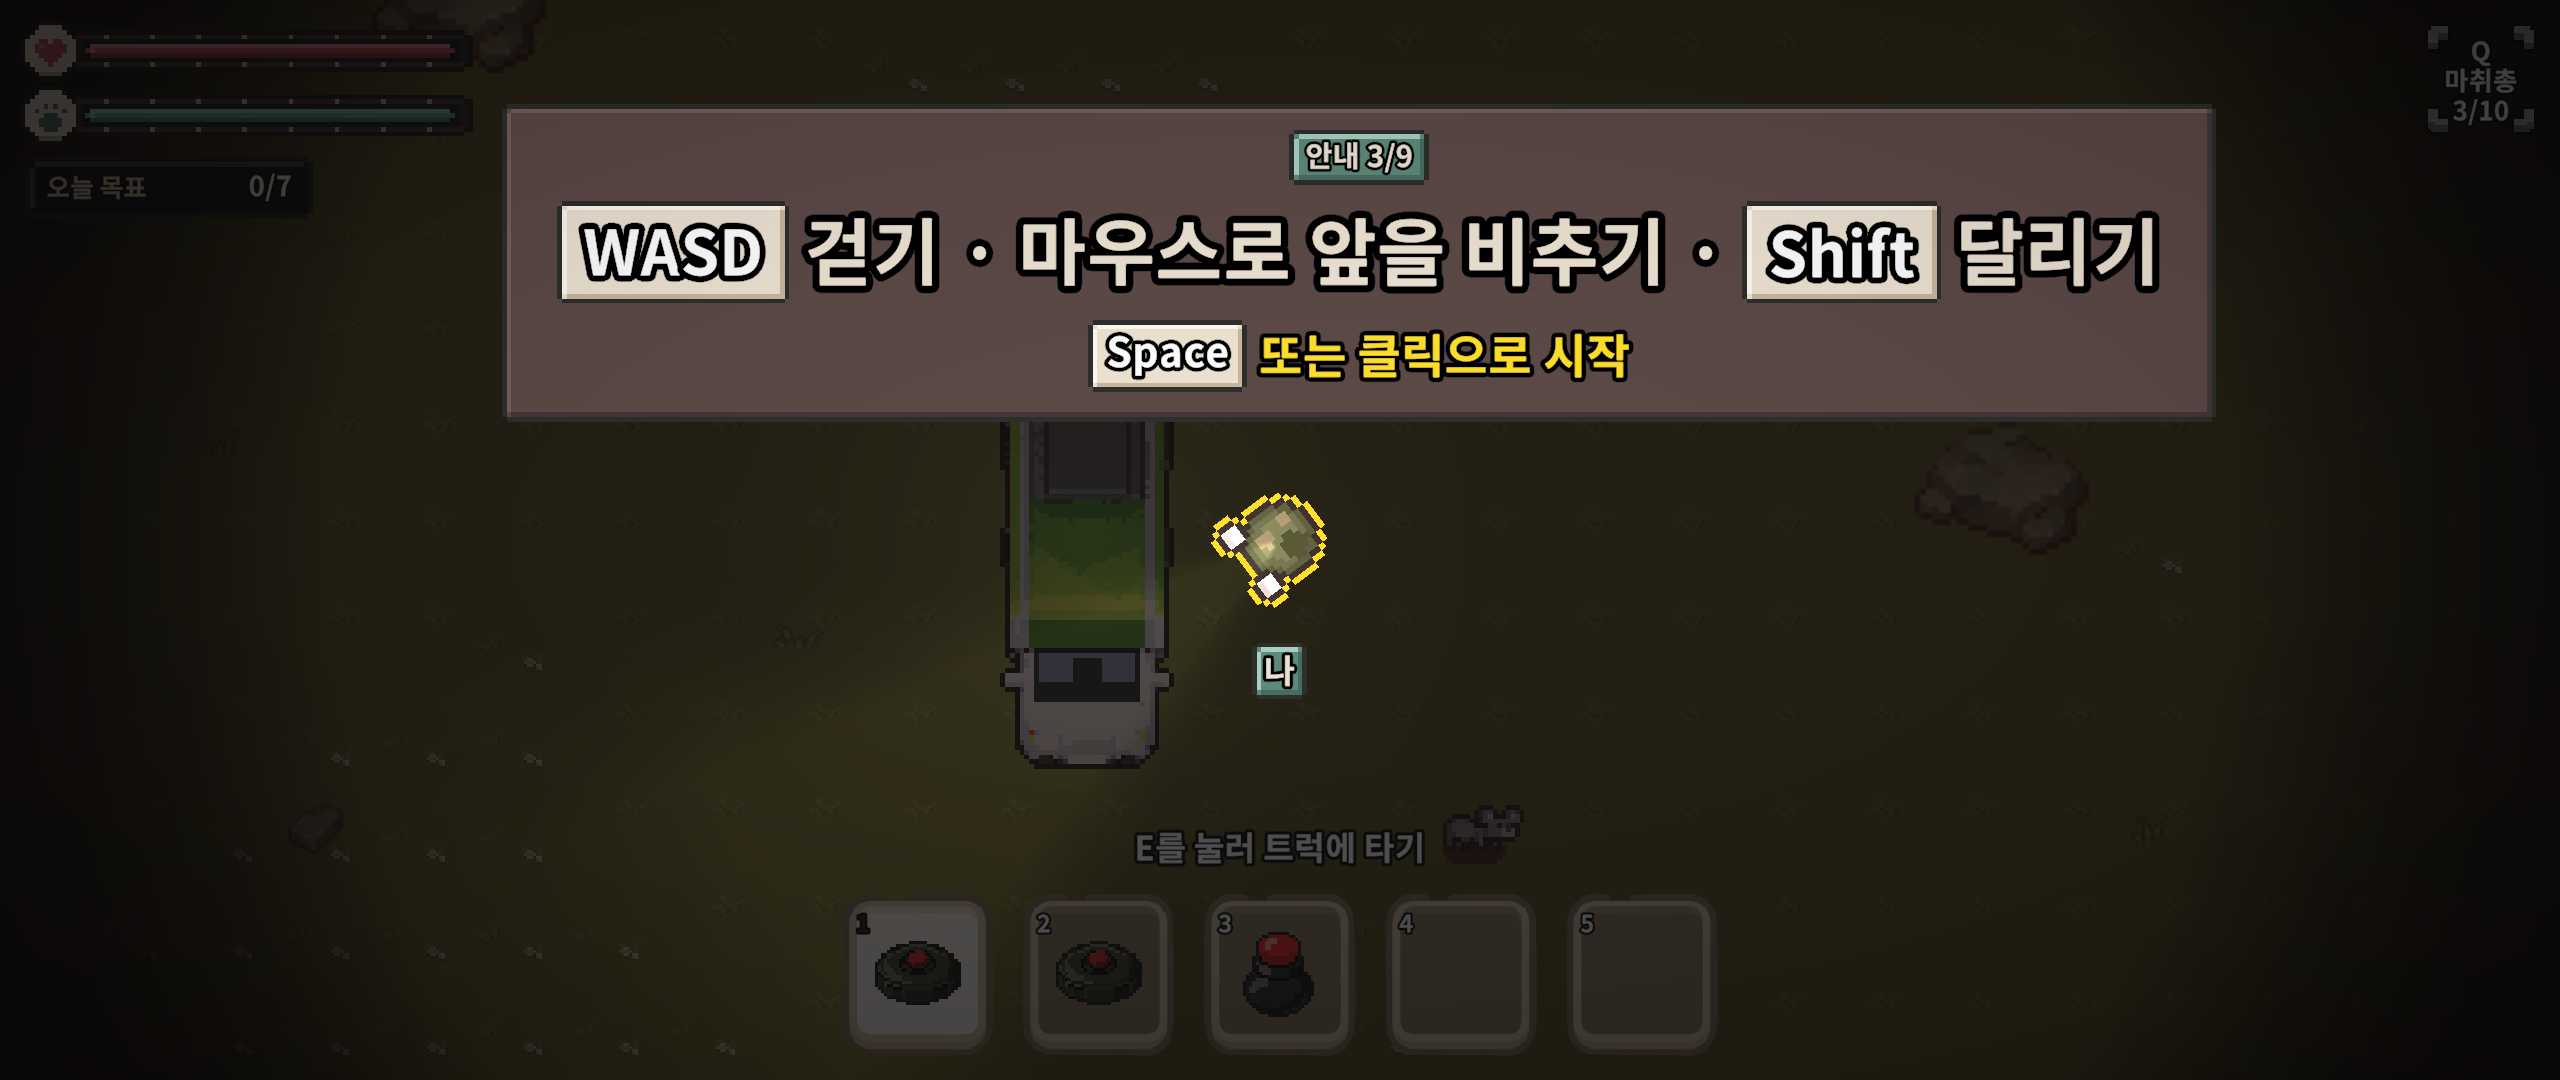 Q
마취총
3/10
오늘 목표 0/7
안내 3/9
WASD 걷기 · 마우스로 앞을 비추기 · Shift 달리기
Space 또는 클릭으로 시작
나
E를 눌러 트럭에 타기
1 2 3 4 5